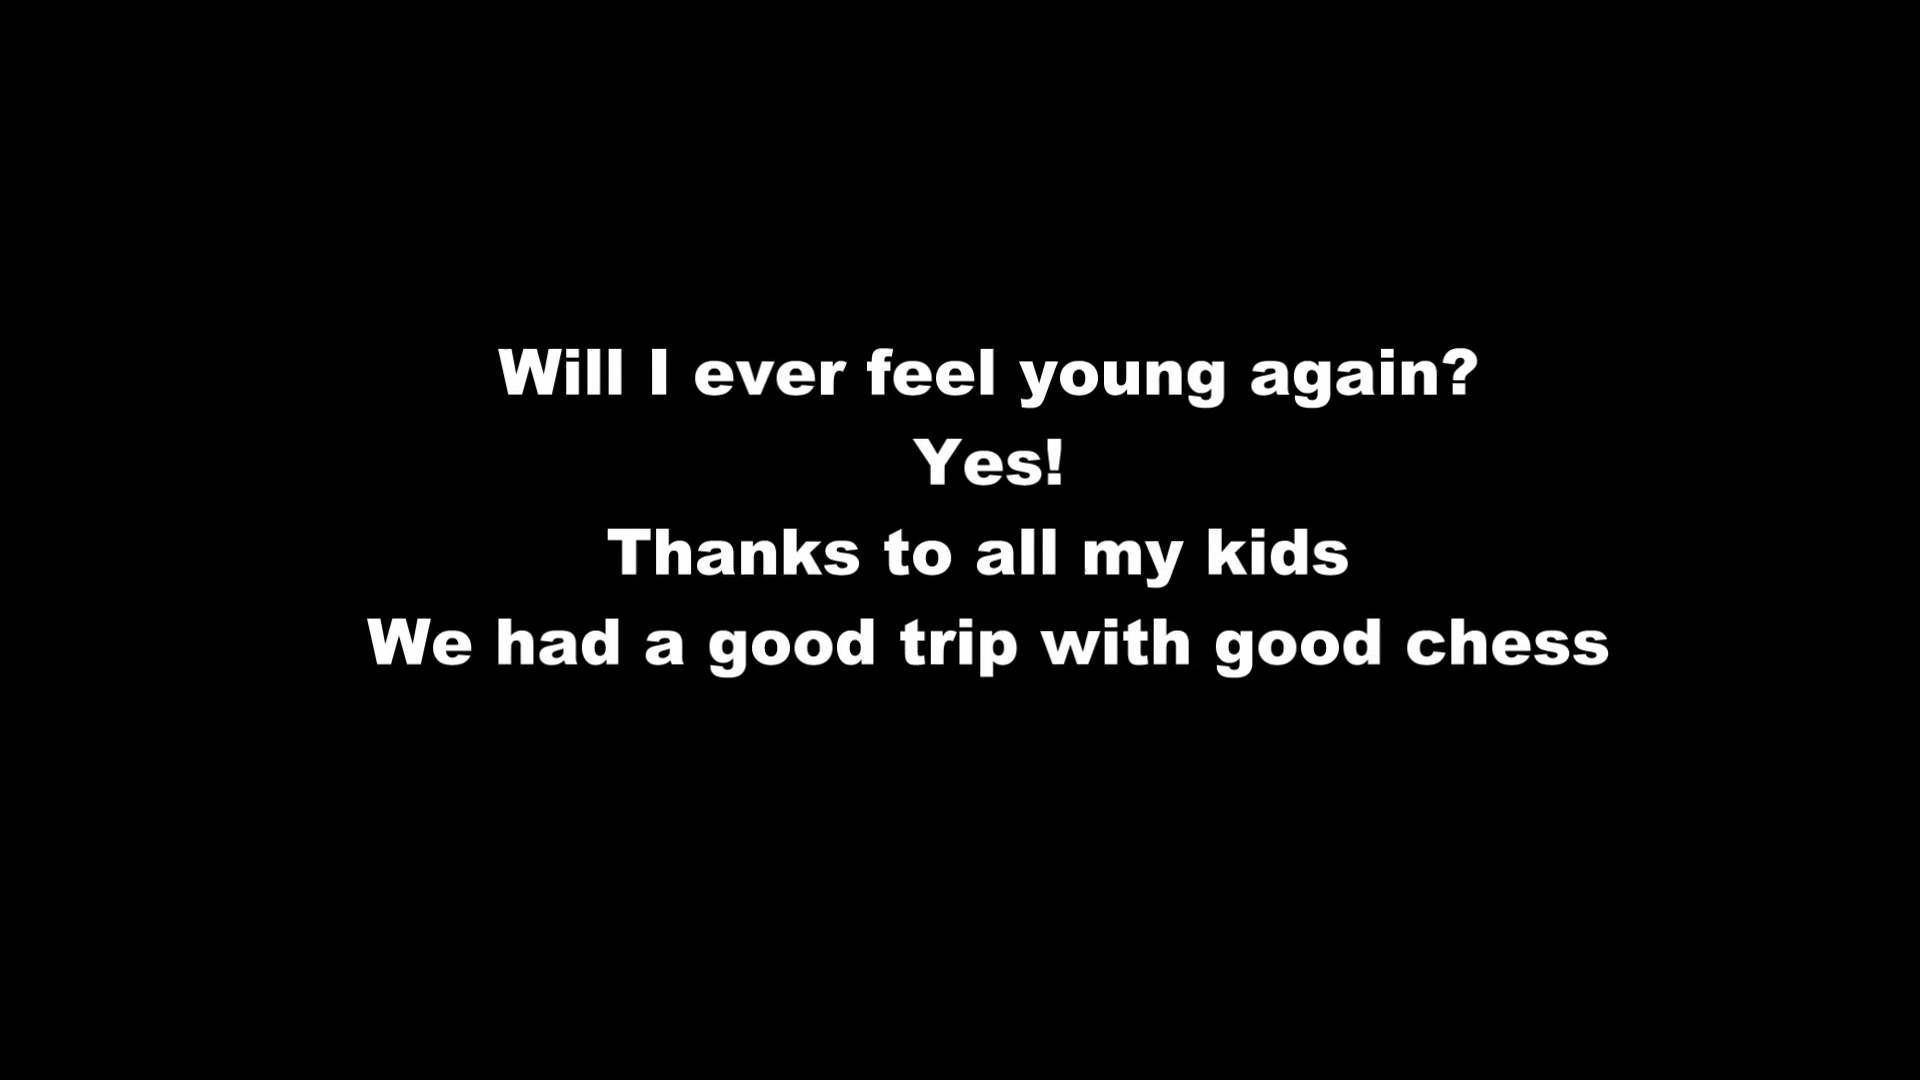 Will I ever feel young again?
Yes!
Thanks to all my kids
We had a good trip with good chess